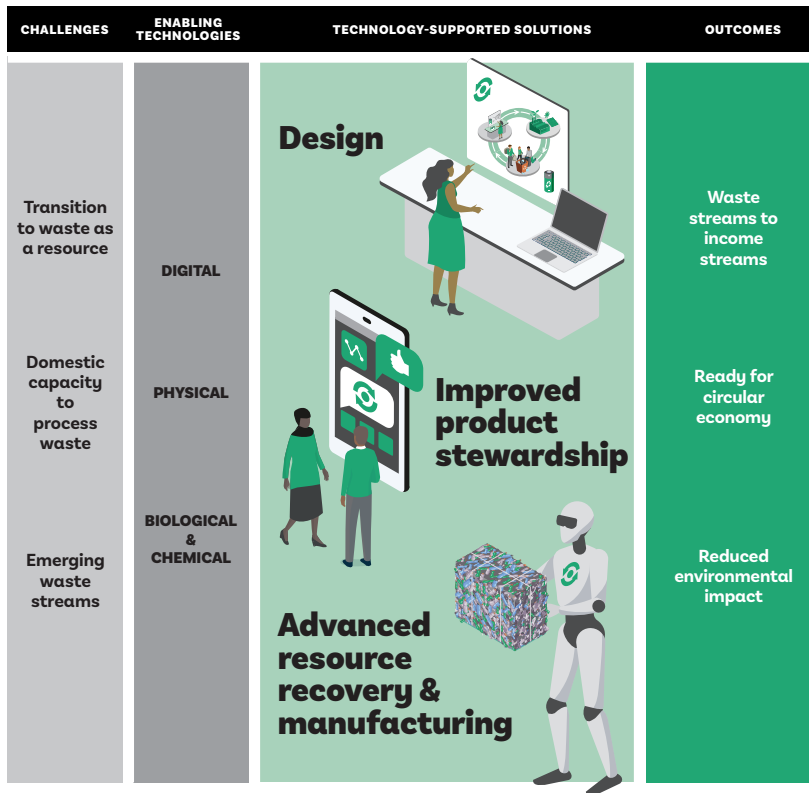 CHALLENGES
ENABLING
TECHNOLOGIES
TECHNOLOGY-SUPPORTED SOLUTIONS
OUTCOMES
Transition
to waste as
a resource
Domestic
capacity
to
process
waste
Emerging
waste
streams
DIGITAL
PHYSICAL
BIOLOGICAL
&
CHEMICAL
Design
Improved
product
stewardship
Advanced
resource
recovery &
manufacturing
Waste
streams to
income
streams
Ready for
circular
economy
Reduced
environmental
impact